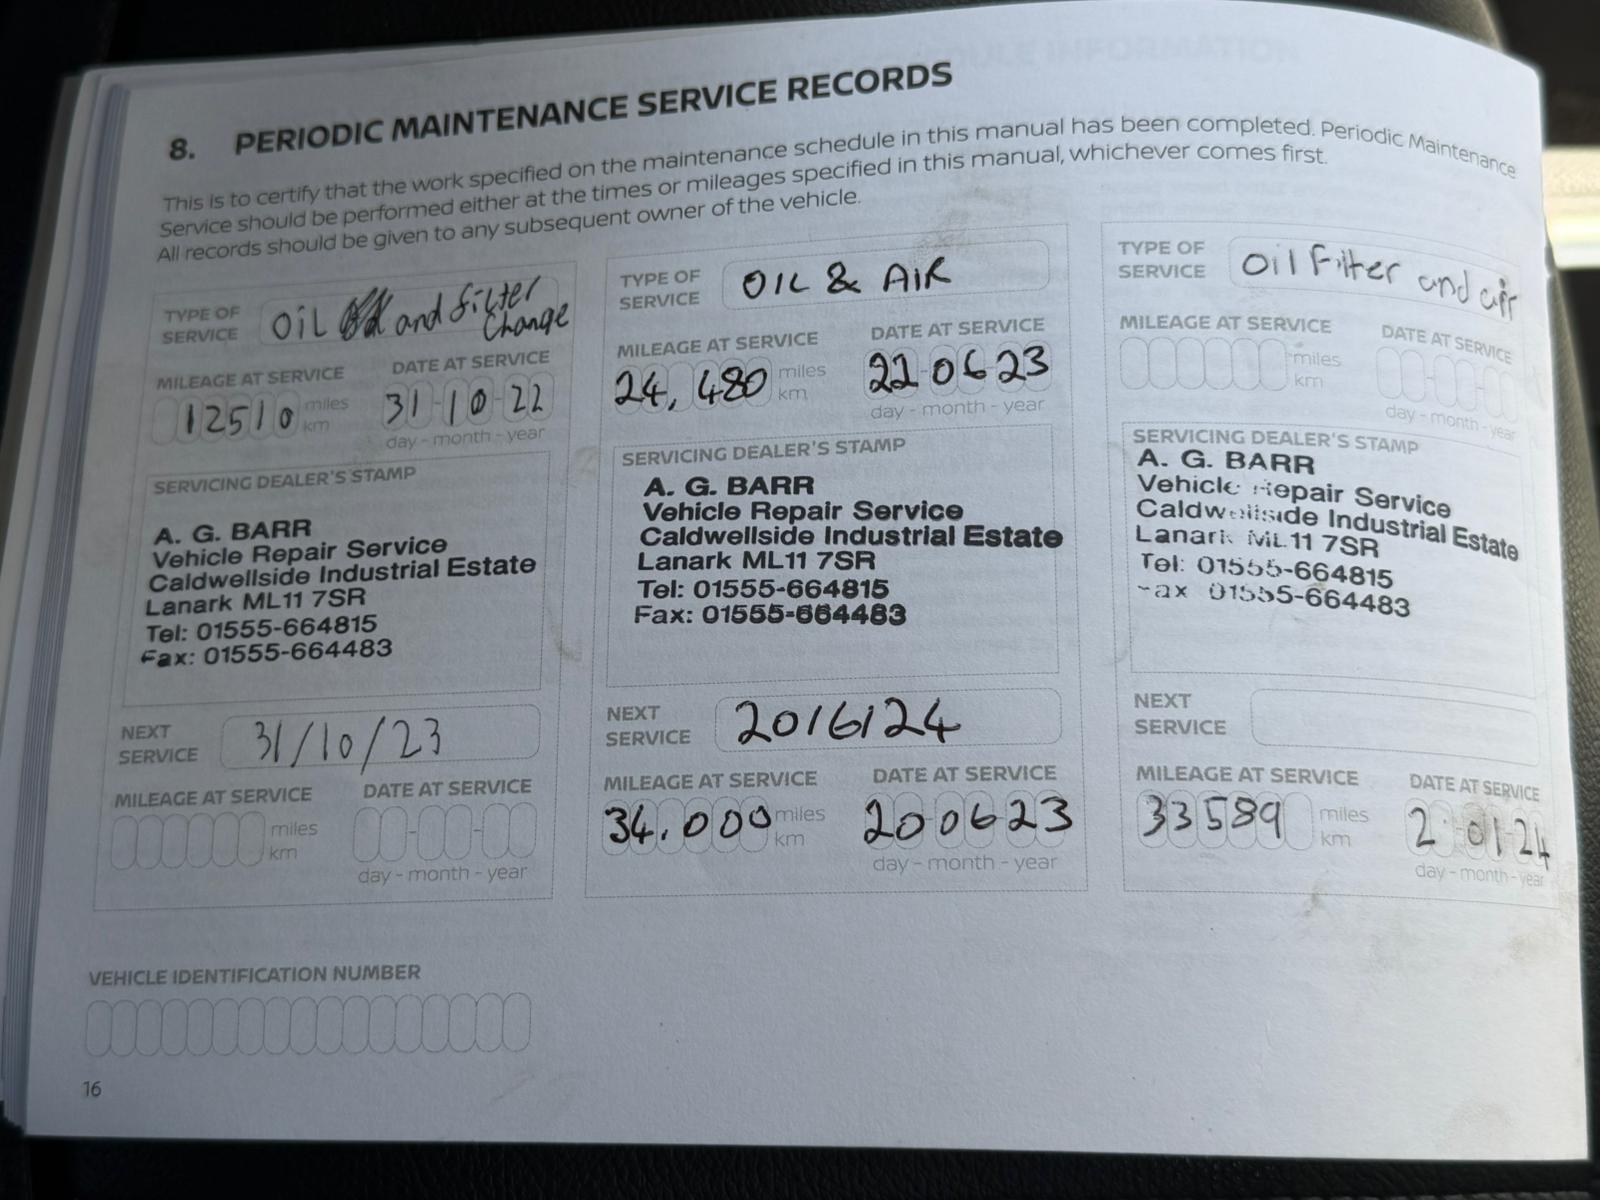 8. PERIODIC MAINTENANCE SERVICE RECORDS
This is to certify that the work specified on the maintenance schedule in this manual has been completed. Periodic Maintenance
Service should be performed either at the times or mileages specified in this manual, whichever comes first.
All records should be given to any subsequent owner of the vehicle.
TYPE OF
SERVICE
OIL and filter
Change
MILEAGE AT SERVICE
DATE AT SERVICE
12510
miles
km
31-10-22
day - month - year
SERVICING DEALER'S STAMP
A. G. BARR
Vehicle Repair Service
Caldwellside Industrial Estate
Lanark ML11 7SR
Tel: 01555-664815
Fax: 01555-664483
NEXT
SERVICE
31/10/23
MILEAGE AT SERVICE
DATE AT SERVICE
miles
km
day - month - year
TYPE OF
SERVICE
OIL & AIR
MILEAGE AT SERVICE
DATE AT SERVICE
24,480
miles
km
22 06 23
day - month - year
SERVICING DEALER'S STAMP
A. G. BARR
Vehicle Repair Service
Caldwellside Industrial Estate
Lanark ML11 7SR
Tel: 01555-664815
Fax: 01555-664483
NEXT
SERVICE
20/6/24
MILEAGE AT SERVICE
DATE AT SERVICE
34.000
miles
km
20 06 23
day - month - year
TYPE OF
SERVICE
Oil Filter and air
MILEAGE AT SERVICE
DATE AT SERVICE
miles
km
day - month - year
SERVICING DEALER'S STAMP
A. G. BARR
Vehicle Repair Service
Caldwellside Industrial Estate
Lanark ML11 7SR
Tel: 01555-664815
Fax 01555-664483
NEXT
SERVICE
MILEAGE AT SERVICE
DATE AT SERVICE
33589
miles
km
01 24
day - month - year
VEHICLE IDENTIFICATION NUMBER
16